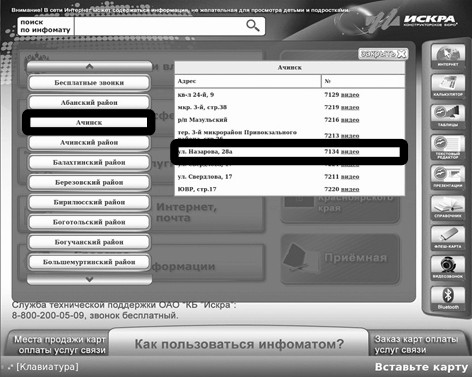 Внимание! В сети Интернет может содержаться информация, не желательная для просмотра детьми и подростками.
поиск
по инфомату
ИСКРА
КОНСТРУКТОРСКОЕ БЮРО
закрыть X
Бесплатные звонки
Абанский район
Ачинск
Ачинский район
Балахтинский район
Березовский район
Бирилюсский район
Боготольский район
Богучанский район
Большемуртинский район
Ачинск
Адрес №
кв-л 24-й, 9 7129 видео
мкр. 3-й, стр.38 7219 видео
р/п Мазульский 7216 видео
тер. 3-й микрорайон Привокзального 7213 видео
ул. Назарова, 28а 7134 видео
ул. Свердлова, 17 7211 видео
ЮВР, стр.17 7220 видео
ИНТЕРНЕТ
КАЛЬКУЛЯТОР
ТАБЛИЦЫ
ТЕКСТОВЫЙ
РЕДАКТОР
ПРЕЗЕНТАЦИИ
СПРАВОЧНИК
ФЛЕШ-КАРТА
ВИДЕОЗВОНОК
Bluetooth
Интернет,
почта
красноярского
края
Приёмная
Служба технической поддержки ОАО "КБ "Искра":
8-800-200-05-09, звонок бесплатный.
Места продажи карт
оплаты услуг связи
Как пользоваться инфоматом?
Заказ карт оплаты
услуг связи
[Клавиатура]
Вставьте карту